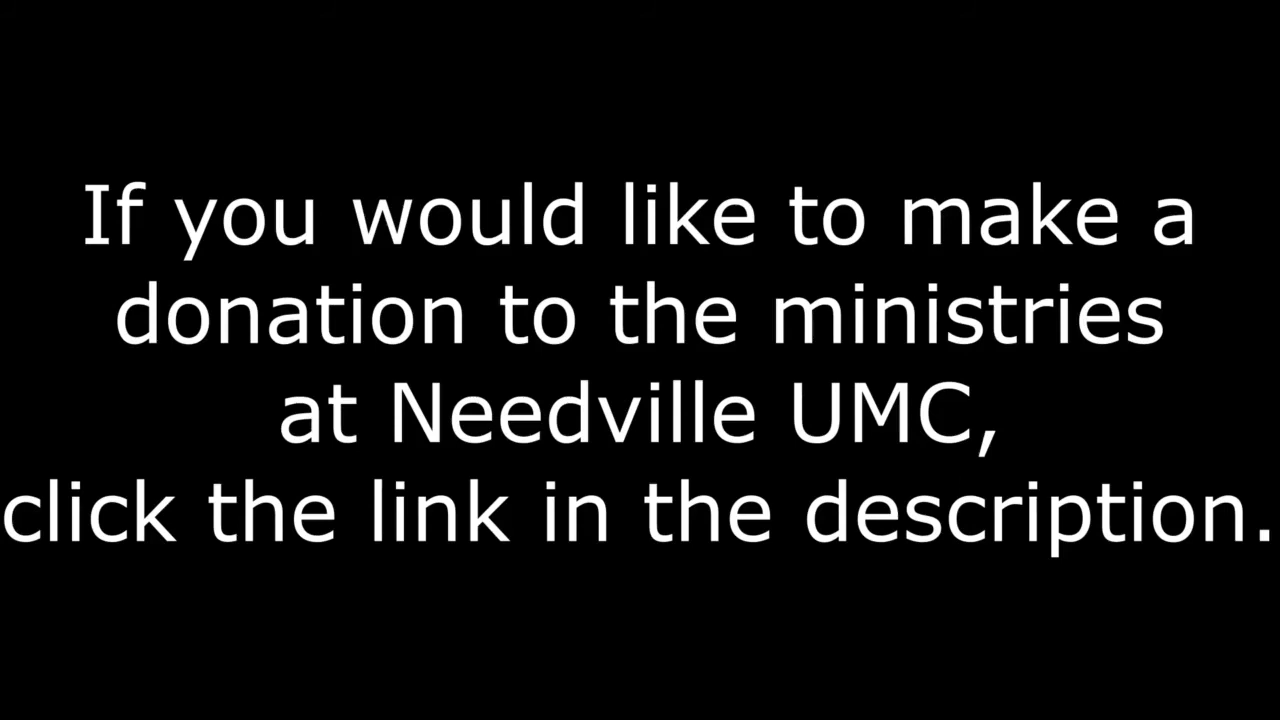 If you would like to make a
donation to the ministries
at Needville UMC,
click the link in the description.